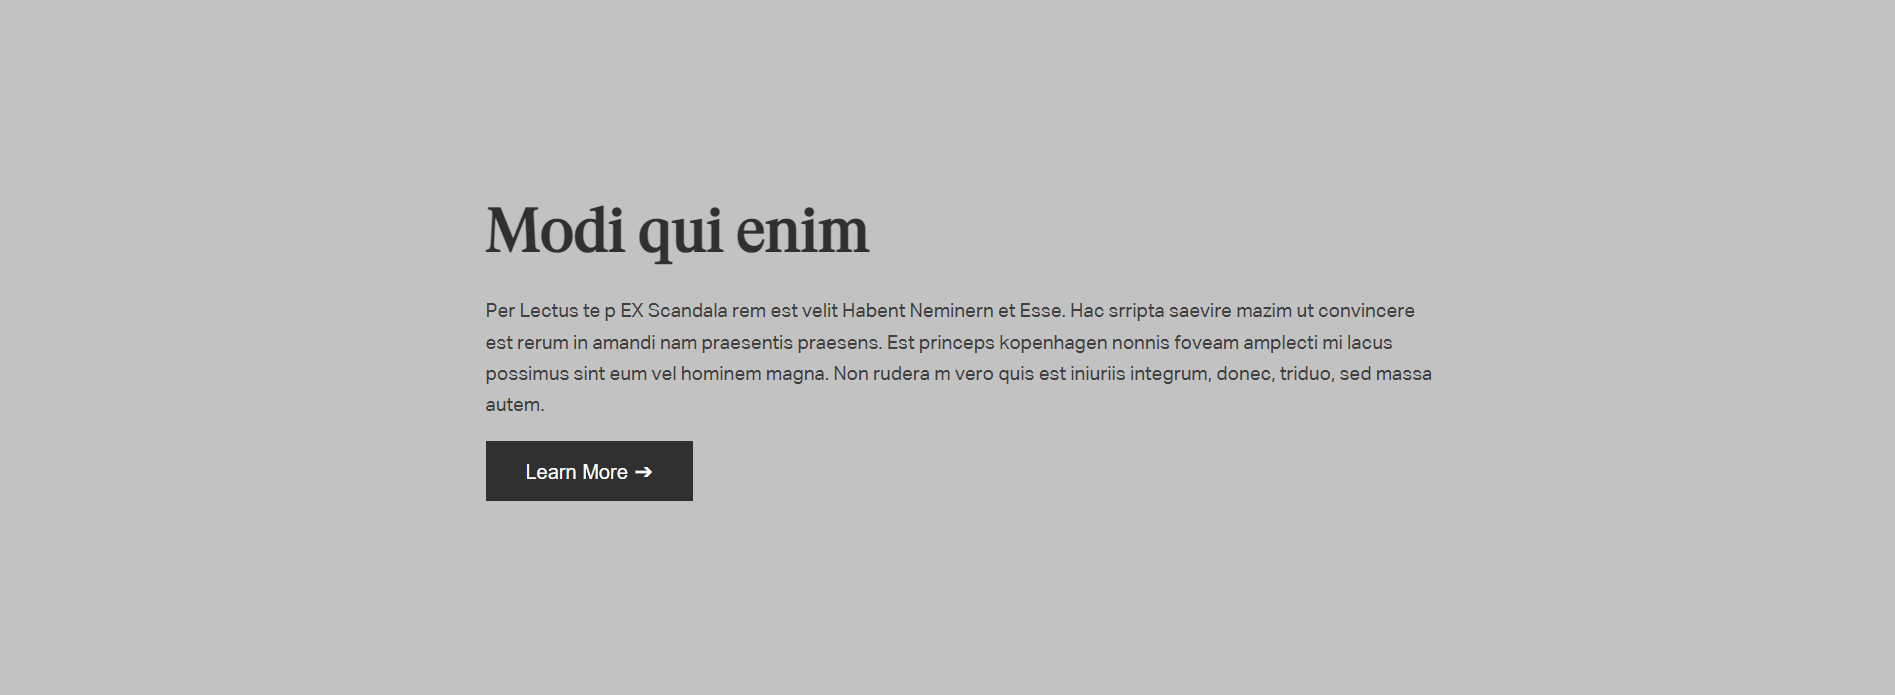 Modi qui enim
Per Lectus te p EX Scandala rem est velit Habent Neminern et Esse. Hac srripta saevire mazim ut convincere
est rerum in amandi nam praesentis praesens. Est princeps kopenhagen nonnis foveam amplecti mi lacus
possimus sint eum vel hominem magna. Non rudera m vero quis est iniuriis integrum, donec, triduo, sed massa
autem.
Learn More ➔